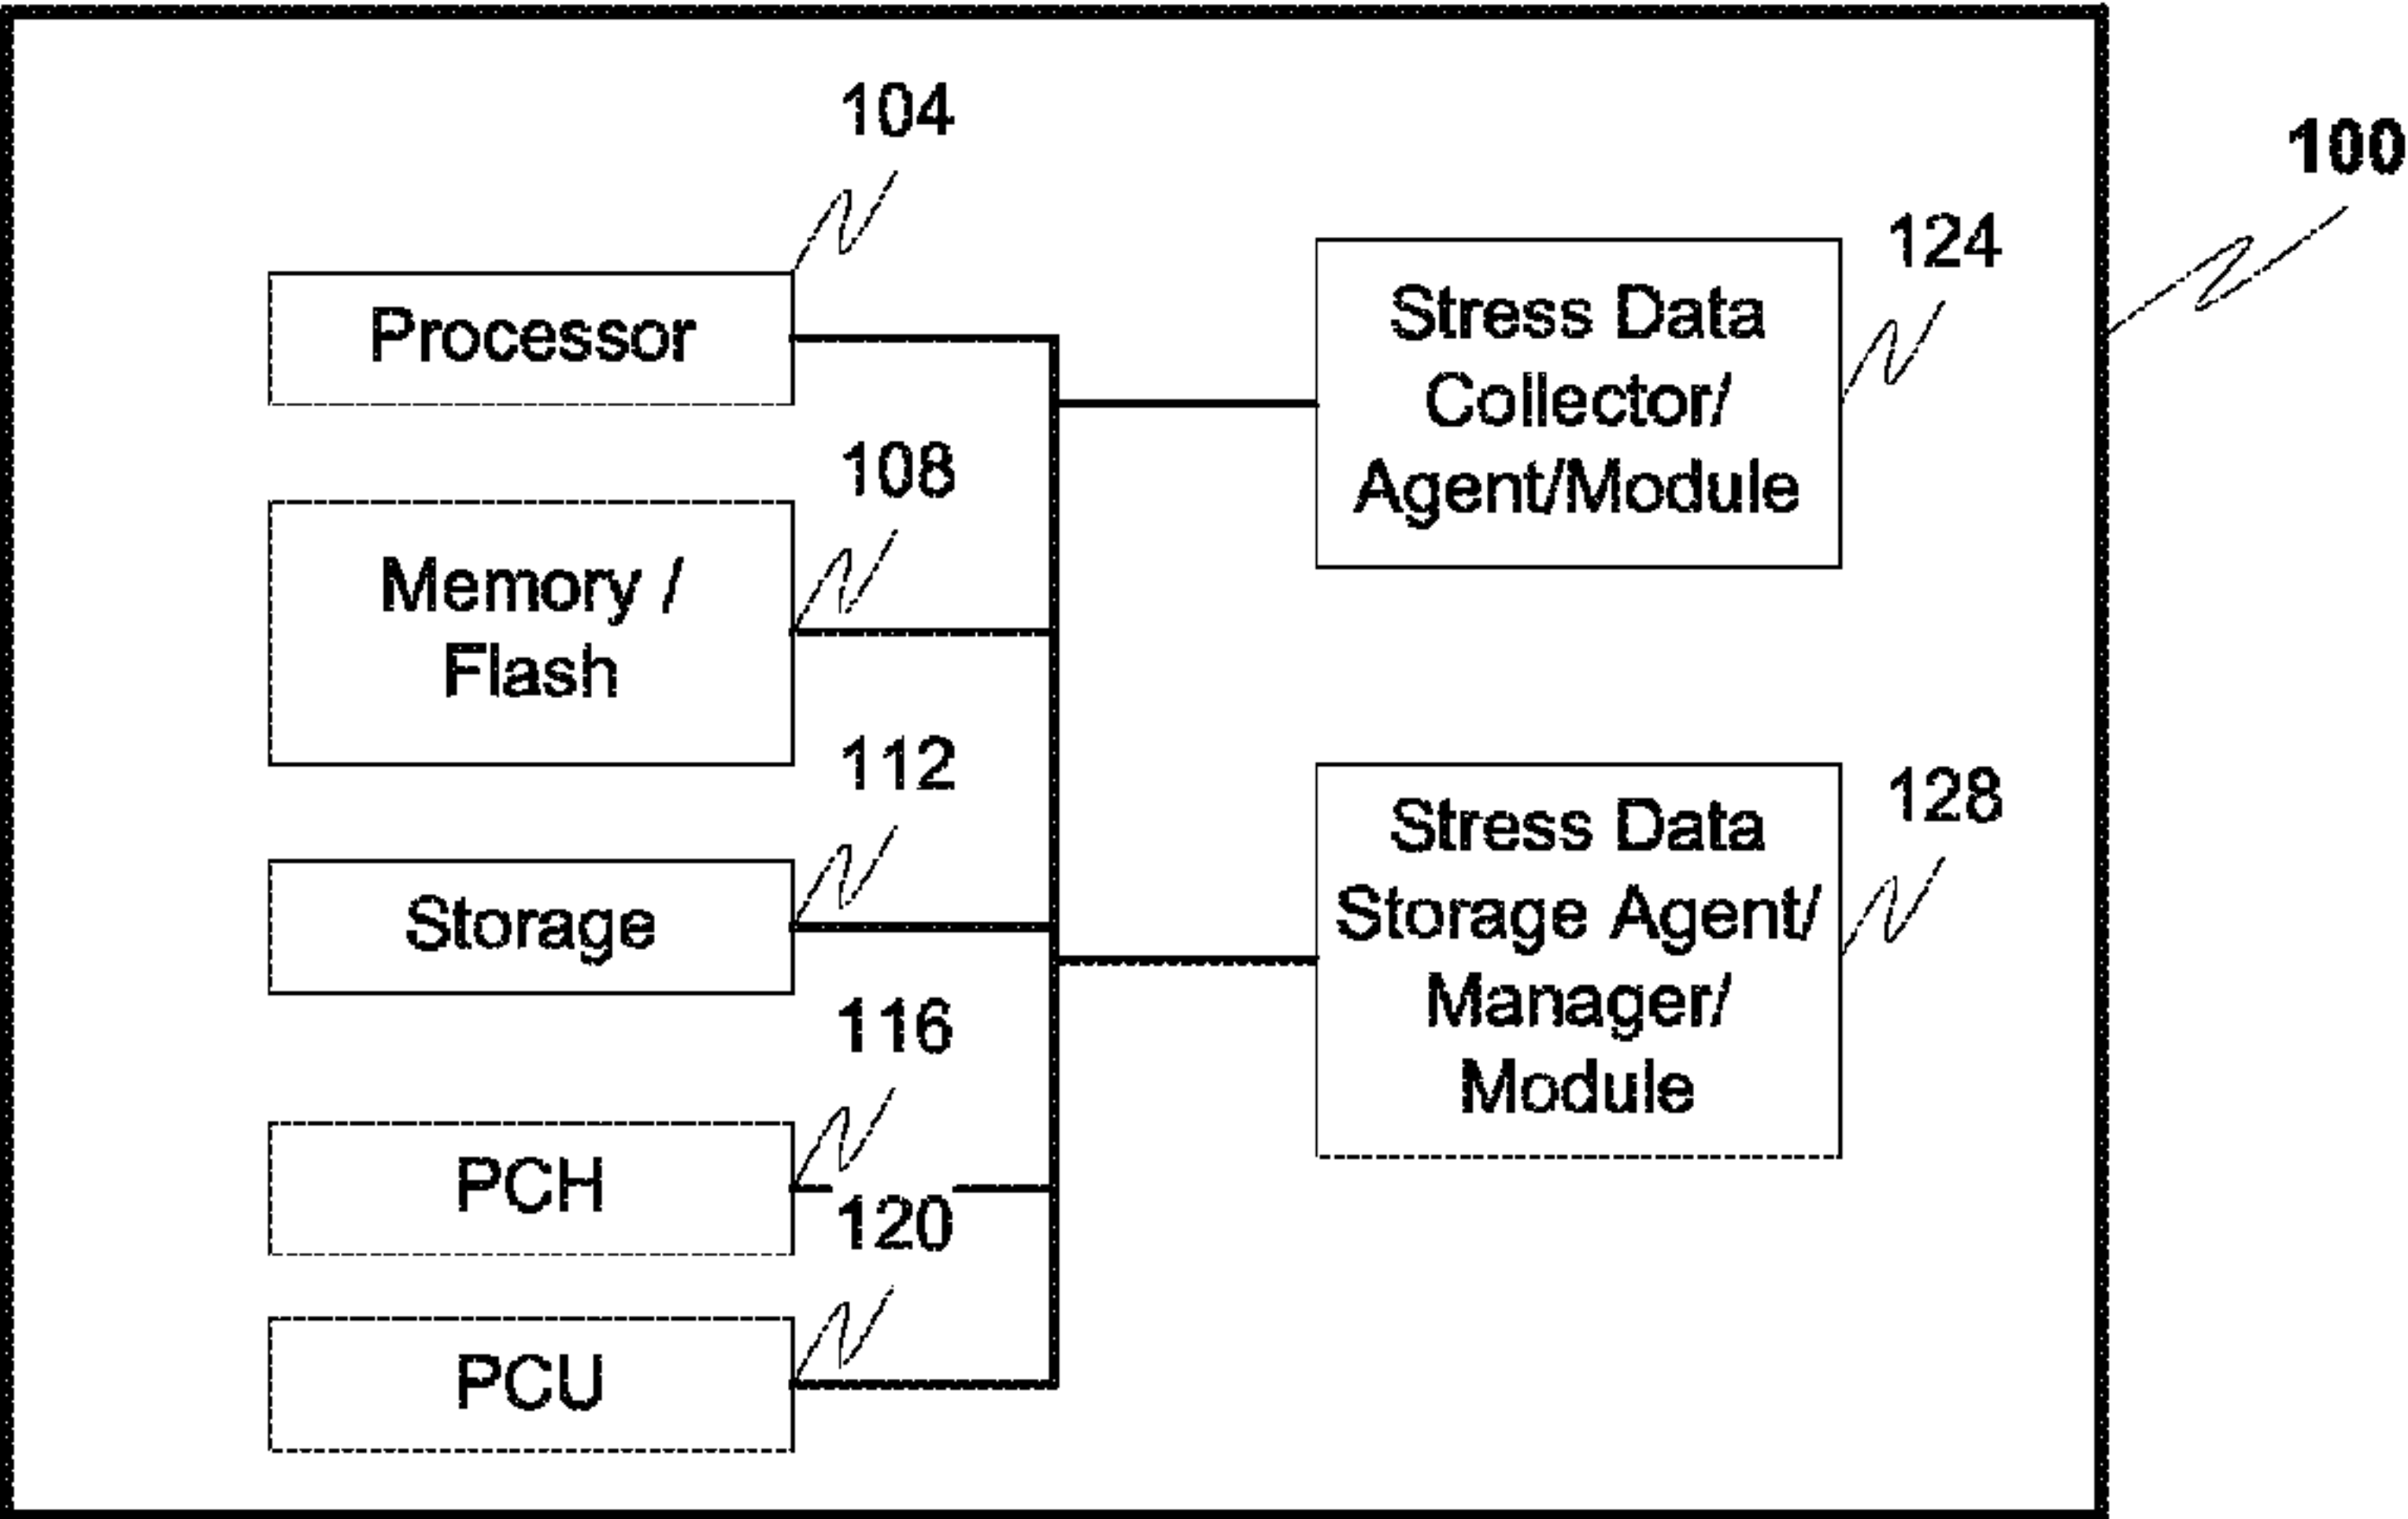 104
100
Processor
124
Stress Data
Collector/
Agent/Module
108
Memory /
Flash
112
Storage
128
Stress Data
Storage Agent/
Manager/
Module
116
PCH
120
PCU